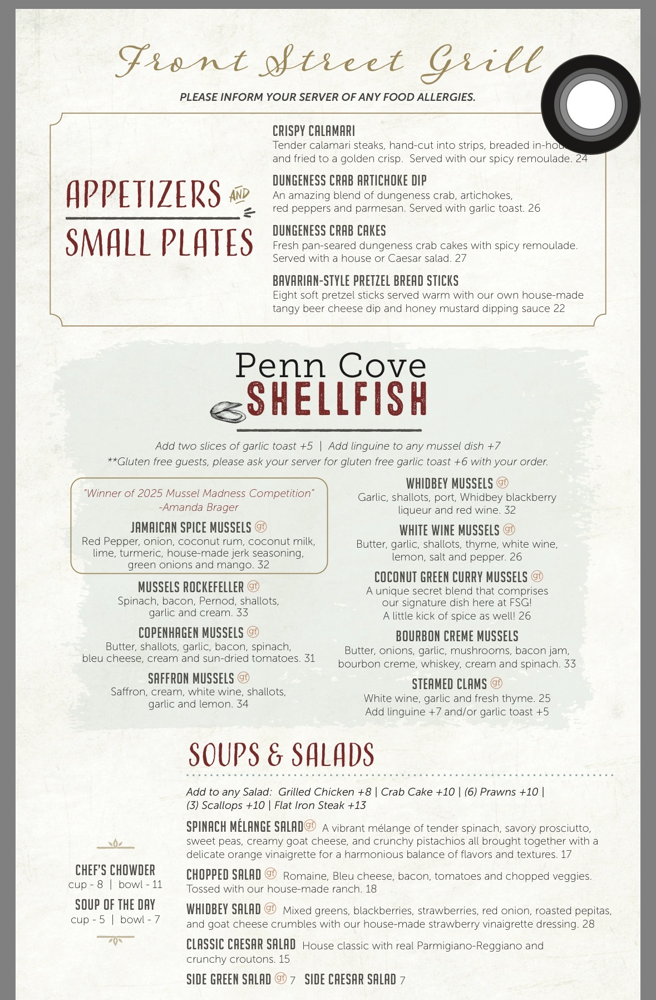 Front Street Grill
PLEASE INFORM YOUR SERVER OF ANY FOOD ALLERGIES.
APPETIZERS AND
SMALL PLATES
CRISPY CALAMARI
Tender calamari steaks, hand-cut into strips, breaded
and fried to a golden crisp.  Served with our spicy remoulade. 24
DUNGENESS CRAB ARTICHOKE DIP
An amazing blend of dungeness crab, artichokes,
red peppers and parmesan. Served with garlic toast. 26
DUNGENESS CRAB CAKES
Fresh pan-seared dungeness crab cakes with spicy remoulade.
Served with a house or Caesar salad. 27
BAVARIAN-STYLE PRETZEL BREAD STICKS
Eight soft pretzel sticks served warm with our own house-made
tangy beer cheese dip and honey mustard dipping sauce 22
Penn Cove
SHELLFISH
Add two slices of garlic toast +5 | Add linguine to any mussel dish +7
**Gluten free guests, please ask your server for gluten free garlic toast +6 with your order.
"Winner of 2025 Mussel Madness Competition"
-Amanda Brager
JAMAICAN SPICE MUSSELS gf
Red Pepper, onion, coconut rum, coconut milk,
lime, turmeric, house-made jerk seasoning,
green onions and mango. 32
MUSSELS ROCKEFELLER gf
Spinach, bacon, Pernod, shallots,
garlic and cream. 33
COPENHAGEN MUSSELS gf
Butter, shallots, garlic, bacon, spinach,
bleu cheese, cream and sun-dried tomatoes. 31
SAFFRON MUSSELS gf
Saffron, cream, white wine, shallots,
garlic and lemon. 34
WHIDBEY MUSSELS gf
Garlic, shallots, port, Whidbey blackberry
liqueur and red wine. 32
WHITE WINE MUSSELS gf
Butter, garlic, shallots, thyme, white wine,
lemon, salt and pepper. 26
COCONUT GREEN CURRY MUSSELS gf
A unique secret blend that comprises
our signature dish here at FSG!
A little kick of spice as well! 26
BOURBON CREME MUSSELS
Butter, onions, garlic, mushrooms, bacon jam,
bourbon creme, whiskey, cream and spinach. 33
STEAMED CLAMS gf
White wine, garlic and fresh thyme. 25
Add linguine +7 and/or garlic toast +5
SOUPS & SALADS
Add to any Salad:  Grilled Chicken +8 | Crab Cake +10 | (6) Prawns +10 |
(3) Scallops +10 | Flat Iron Steak +13
SPINACH MÉLANGE SALAD gf A vibrant mélange of tender spinach, savory prosciutto,
sweet peas, creamy goat cheese, and crunchy pistachios all brought together with a
delicate orange vinaigrette for a harmonious balance of flavors and textures. 17
CHOPPED SALAD gf Romaine, Bleu cheese, bacon, tomatoes and chopped veggies.
Tossed with our house-made ranch. 18
WHIDBEY SALAD gf Mixed greens, blackberries, strawberries, red onion, roasted pepitas,
and goat cheese crumbles with our house-made strawberry vinaigrette dressing. 28
CLASSIC CAESAR SALAD House classic with real Parmigiano-Reggiano and
crunchy croutons. 15
SIDE GREEN SALAD gf 7 SIDE CAESAR SALAD 7
CHEF'S CHOWDER
cup - 8 | bowl - 11
SOUP OF THE DAY
cup - 5 | bowl - 7